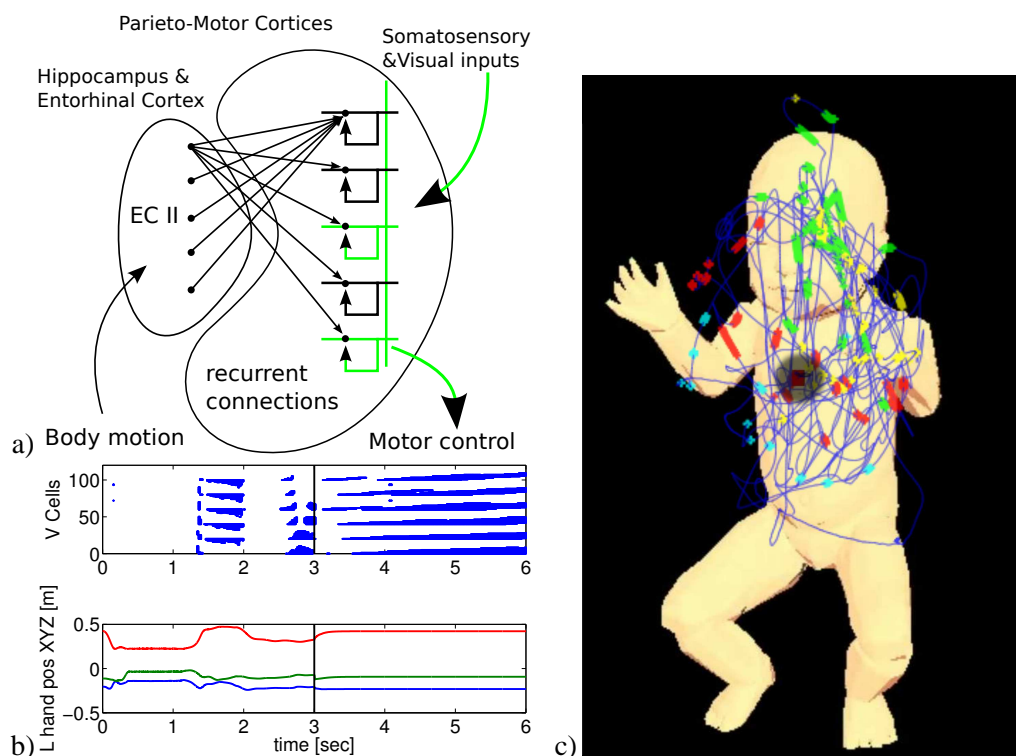 Parieto-Motor Cortices
Somatosensory
&Visual inputs
Hippocampus &
Entorhinal Cortex
EC II
recurrent
connections
a) Body motion
Motor control
V Cells
100
50
0
0 1 2 3 4 5 6
L hand pos XYZ [m]
0.5
0
−0.5
0 1 2 3 4 5 6
time [sec]
b)
c)